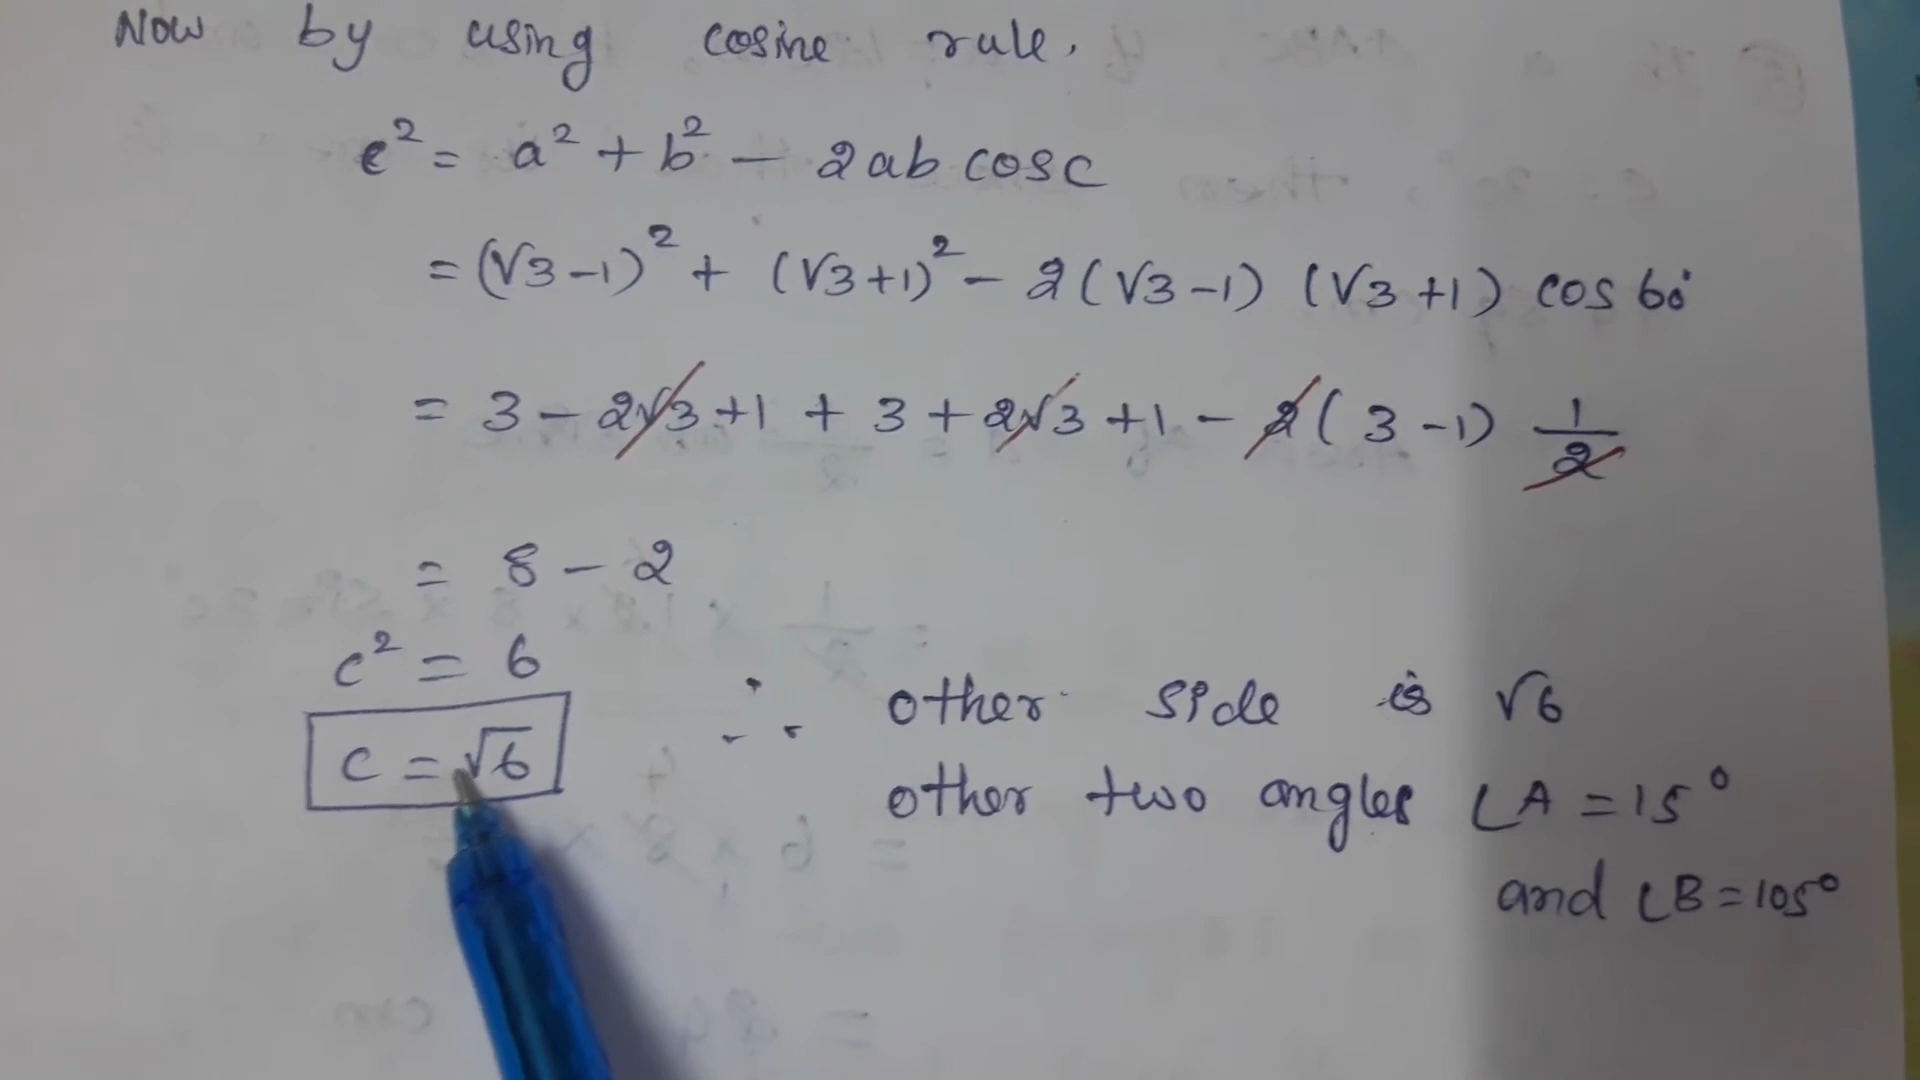 Now by using cosine rule,
c² = a² + b² – 2ab cosc
= (√3 –1)² + (√3 +1)² – 2(√3 –1) (√3 +1) cos 60°
= 3 – 2√3 +1 + 3 + 2√3 +1 – 2( 3 –1) 1/2
= 8 – 2
c² = 6
c = √6
∴ other side is √6
other two angles ∠A = 15°
and ∠B = 105°